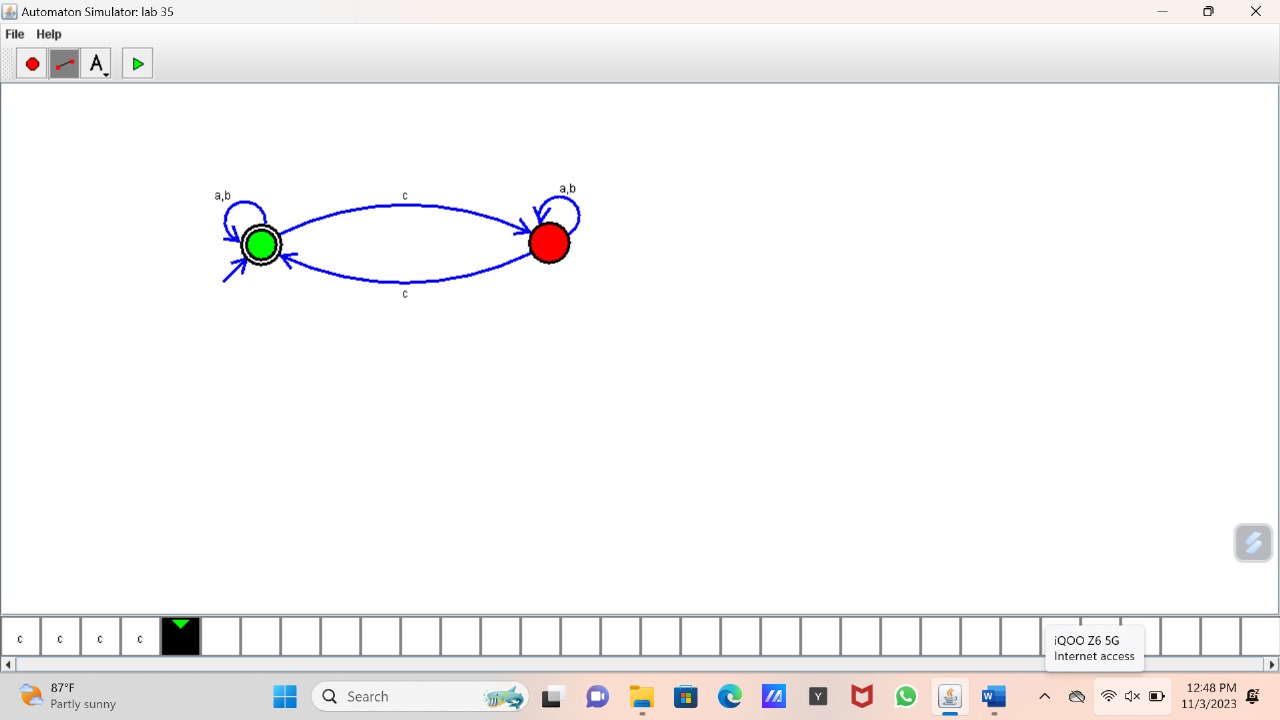 Automaton Simulator: lab 35
File Help
A
a,b
c
a,b
c
c c c c
iQOO Z6 5G
Internet access
87°F
Partly sunny
Search
Y
W
12:48 PM
11/3/2023